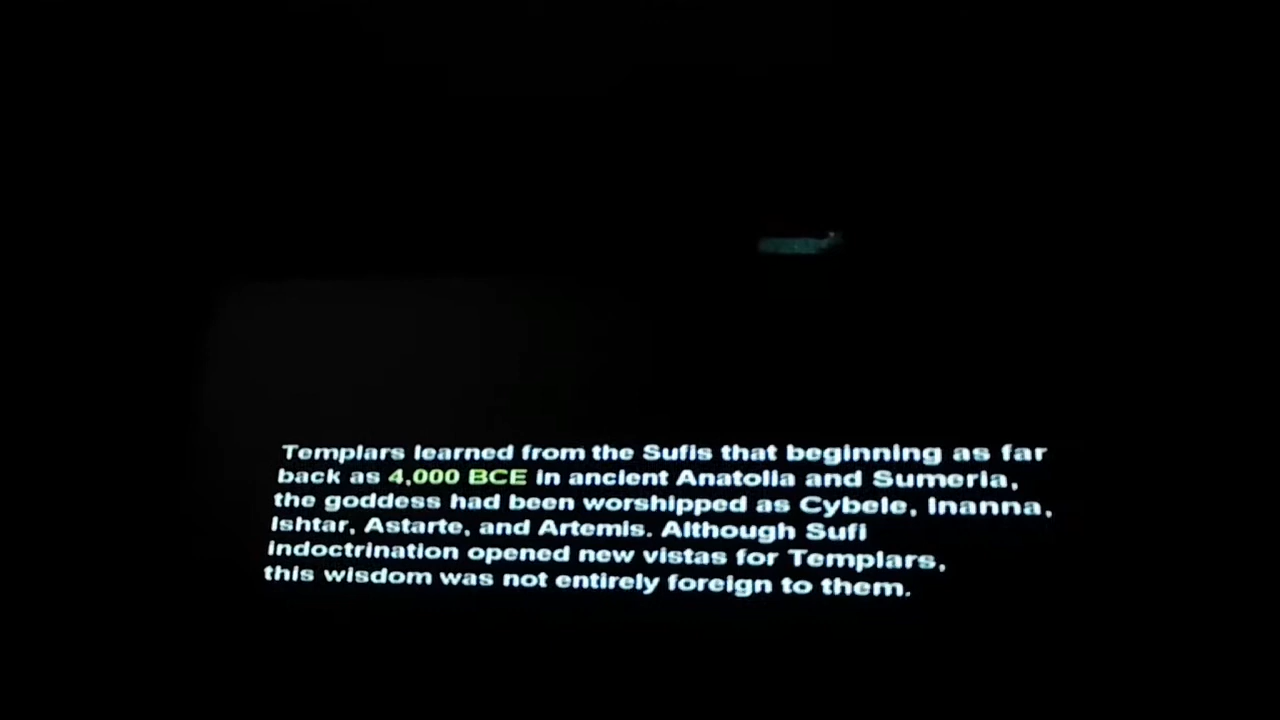 Templars learned from the Sufis that beginning as far
back as 4,000 BCE in ancient Anatolia and Sumeria,
the goddess had been worshipped as Cybele, Inanna,
Ishtar, Astarte, and Artemis. Although Sufi
indoctrination opened new vistas for Templars,
this wisdom was not entirely foreign to them.